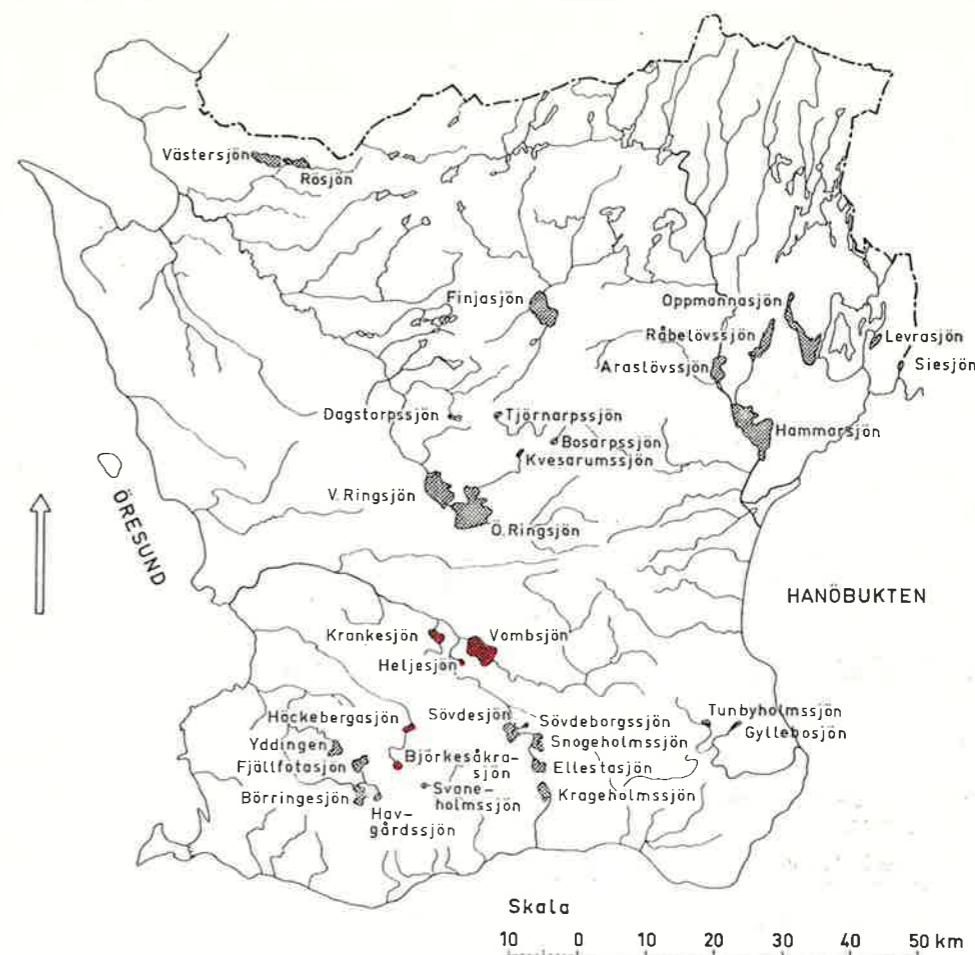 Västersjön
Rösjön
Finjasjön
Oppmannasjön
Råbelövssjön
Levrasjön
Araslövssjön
Siesjön
Dagstorpssjön
Tjörnarpssjön
Hammarsjön
Bosarpssjön
Kvesarumssjön
V. Ringsjön
Ö. Ringsjön
ÖRESUND
HANÖBUKTEN
Krankesjön
Vombsjön
Heljesjön
Häckebergasjön
Sövdesjön
Sövdeborgssjön
Tunbyholmssjön
Gyllebosjön
Snogeholmssjön
Yddingen
Björkesåkra-
sjön
Fjällfotasjön
Ellestasjön
Svane-
holmssjön
Börringesjön
Krageholmssjön
Hav-
gårdssjön
Skala
10 0 10 20 30 40 50 km